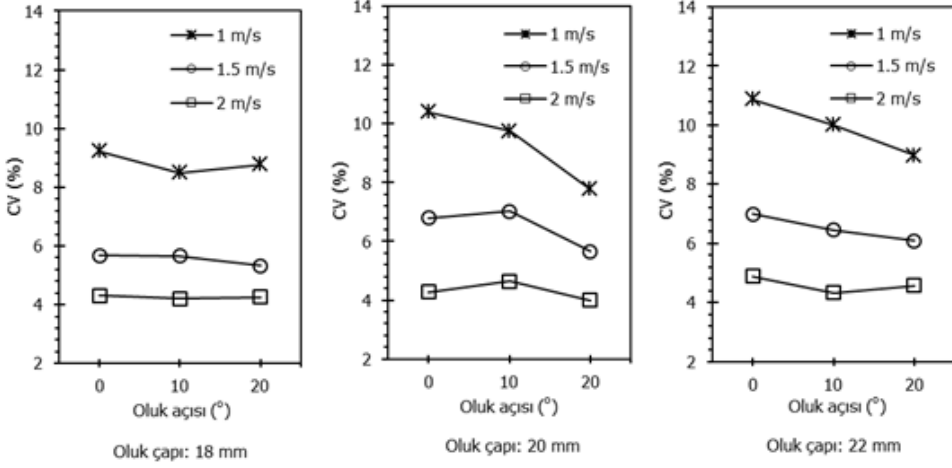 14
12
10
8
6
4
2
CV (%)
1 m/s
1.5 m/s
2 m/s
0 10 20
Oluk açısı (°)
Oluk çapı: 18 mm
14
12
10
8
6
4
2
CV (%)
1 m/s
1.5 m/s
2 m/s
0 10 20
Oluk açısı (°)
Oluk çapı: 20 mm
14
12
10
8
6
4
2
CV (%)
1 m/s
1.5 m/s
2 m/s
0 10 20
Oluk açısı (°)
Oluk çapı: 22 mm